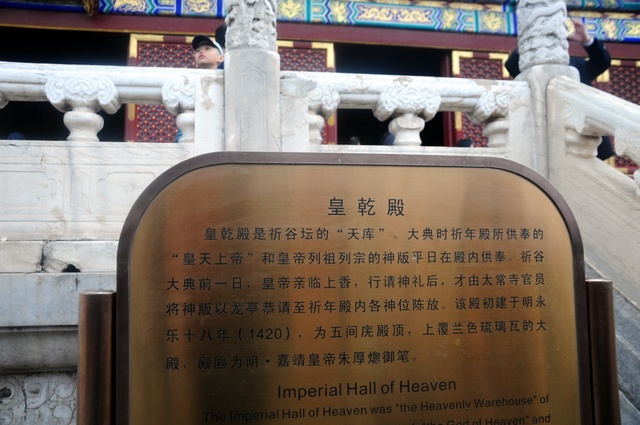 皇乾殿
皇乾殿是祈谷坛的“天库”。大典时祈年殿所供奉的
“皇天上帝”和皇帝列祖列宗的神版平日在殿内供奉。祈谷
大典前一日，皇帝亲临上香，行请神礼后，才由太常寺官员
将神版以龙亭恭请至祈年殿内各神位陈放。该殿初建于明永
乐十八年（1420），为五间庑殿顶，上覆兰色琉璃瓦的大
殿，殿匾为明·嘉靖皇帝朱厚熜御笔。
Imperial Hall of Heaven
The Imperial Hall of Heaven was "the Heavenly Warehouse" of
"the God of Heaven" and